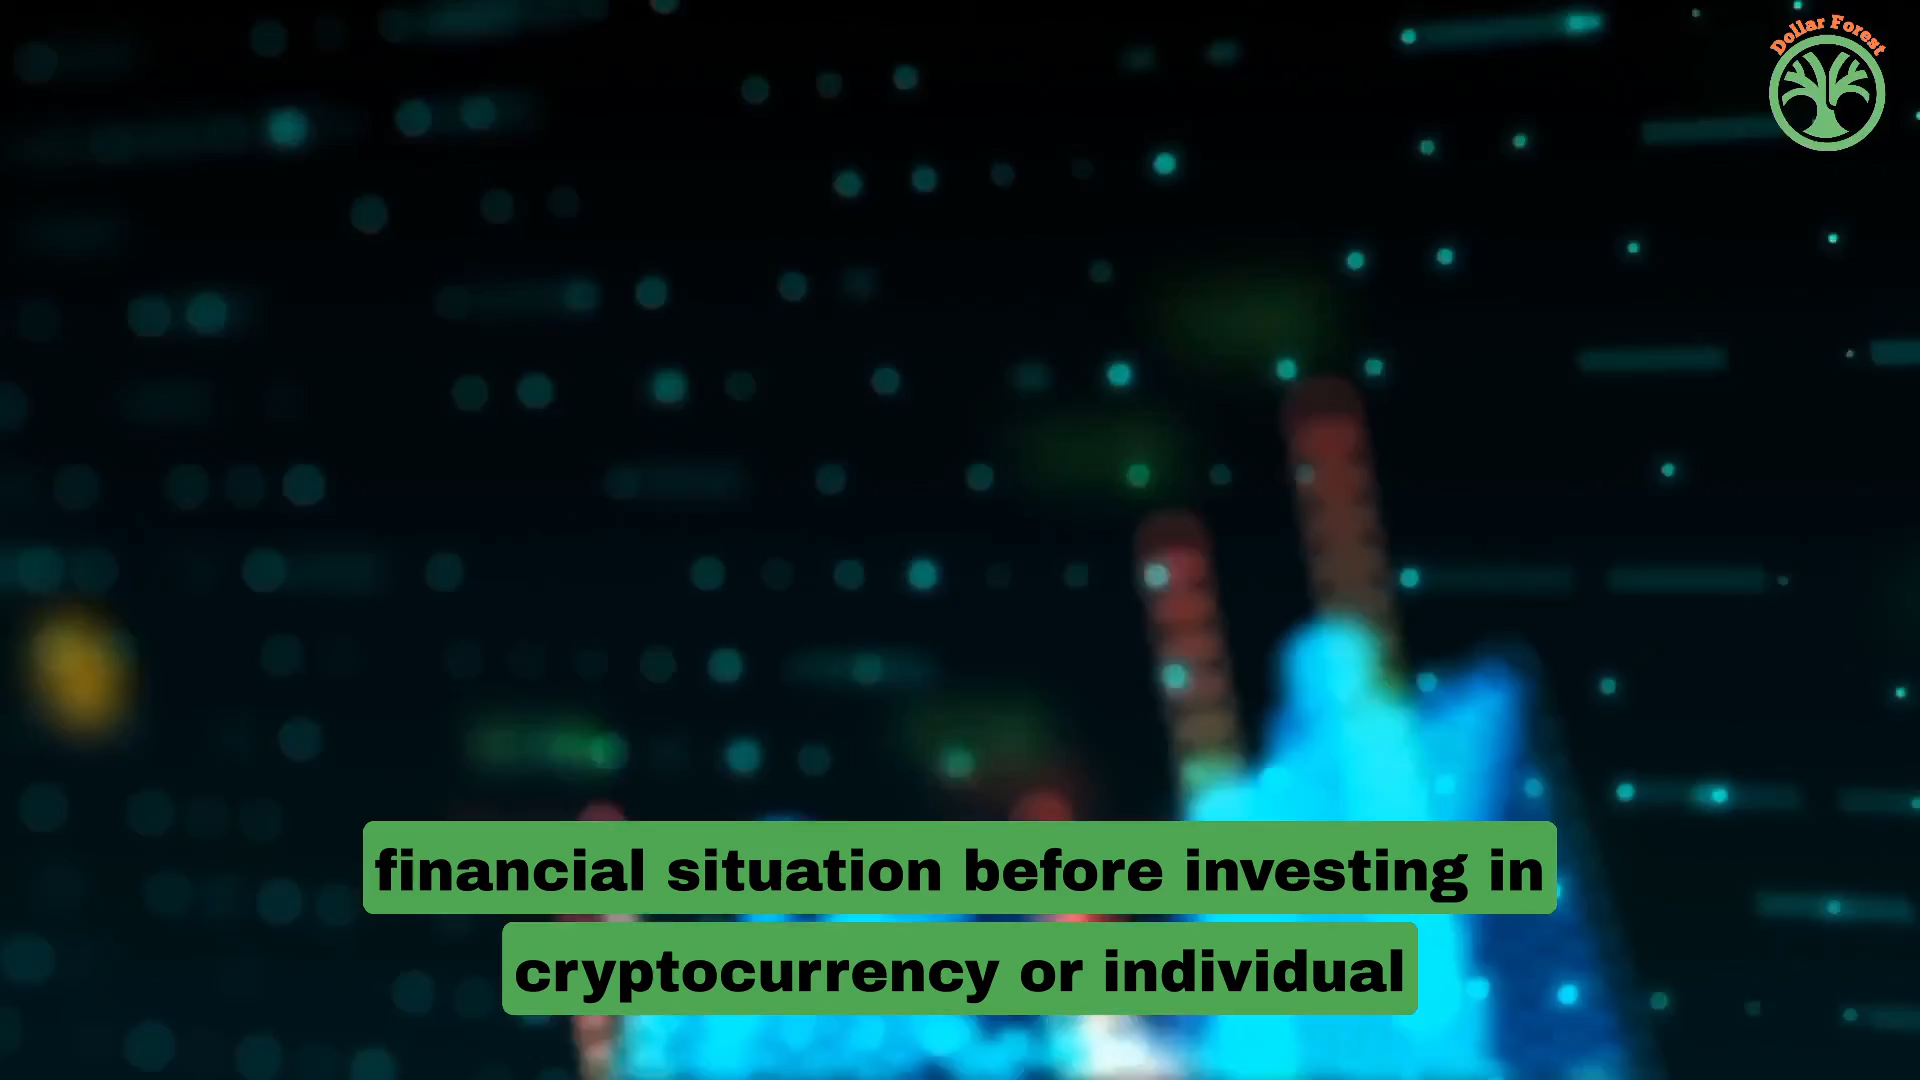 Dollar Forest
financial situation before investing in
cryptocurrency or individual